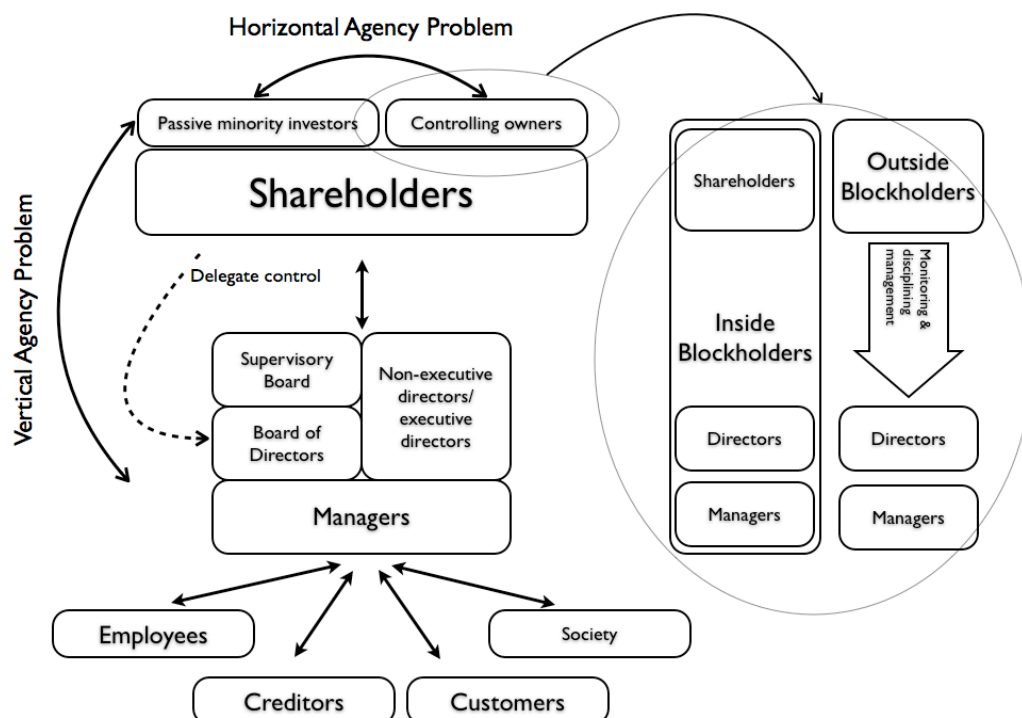 Horizontal Agency Problem
Passive minority investors
Controlling owners
Shareholders
Vertical Agency Problem
Delegate control
Supervisory
Board
Non-executive
directors/
executive
directors
Board of
Directors
Managers
Employees
Society
Creditors
Customers
Shareholders
Outside
Blockholders
Monitoring &
disciplining
management
Inside
Blockholders
Directors
Directors
Managers
Managers